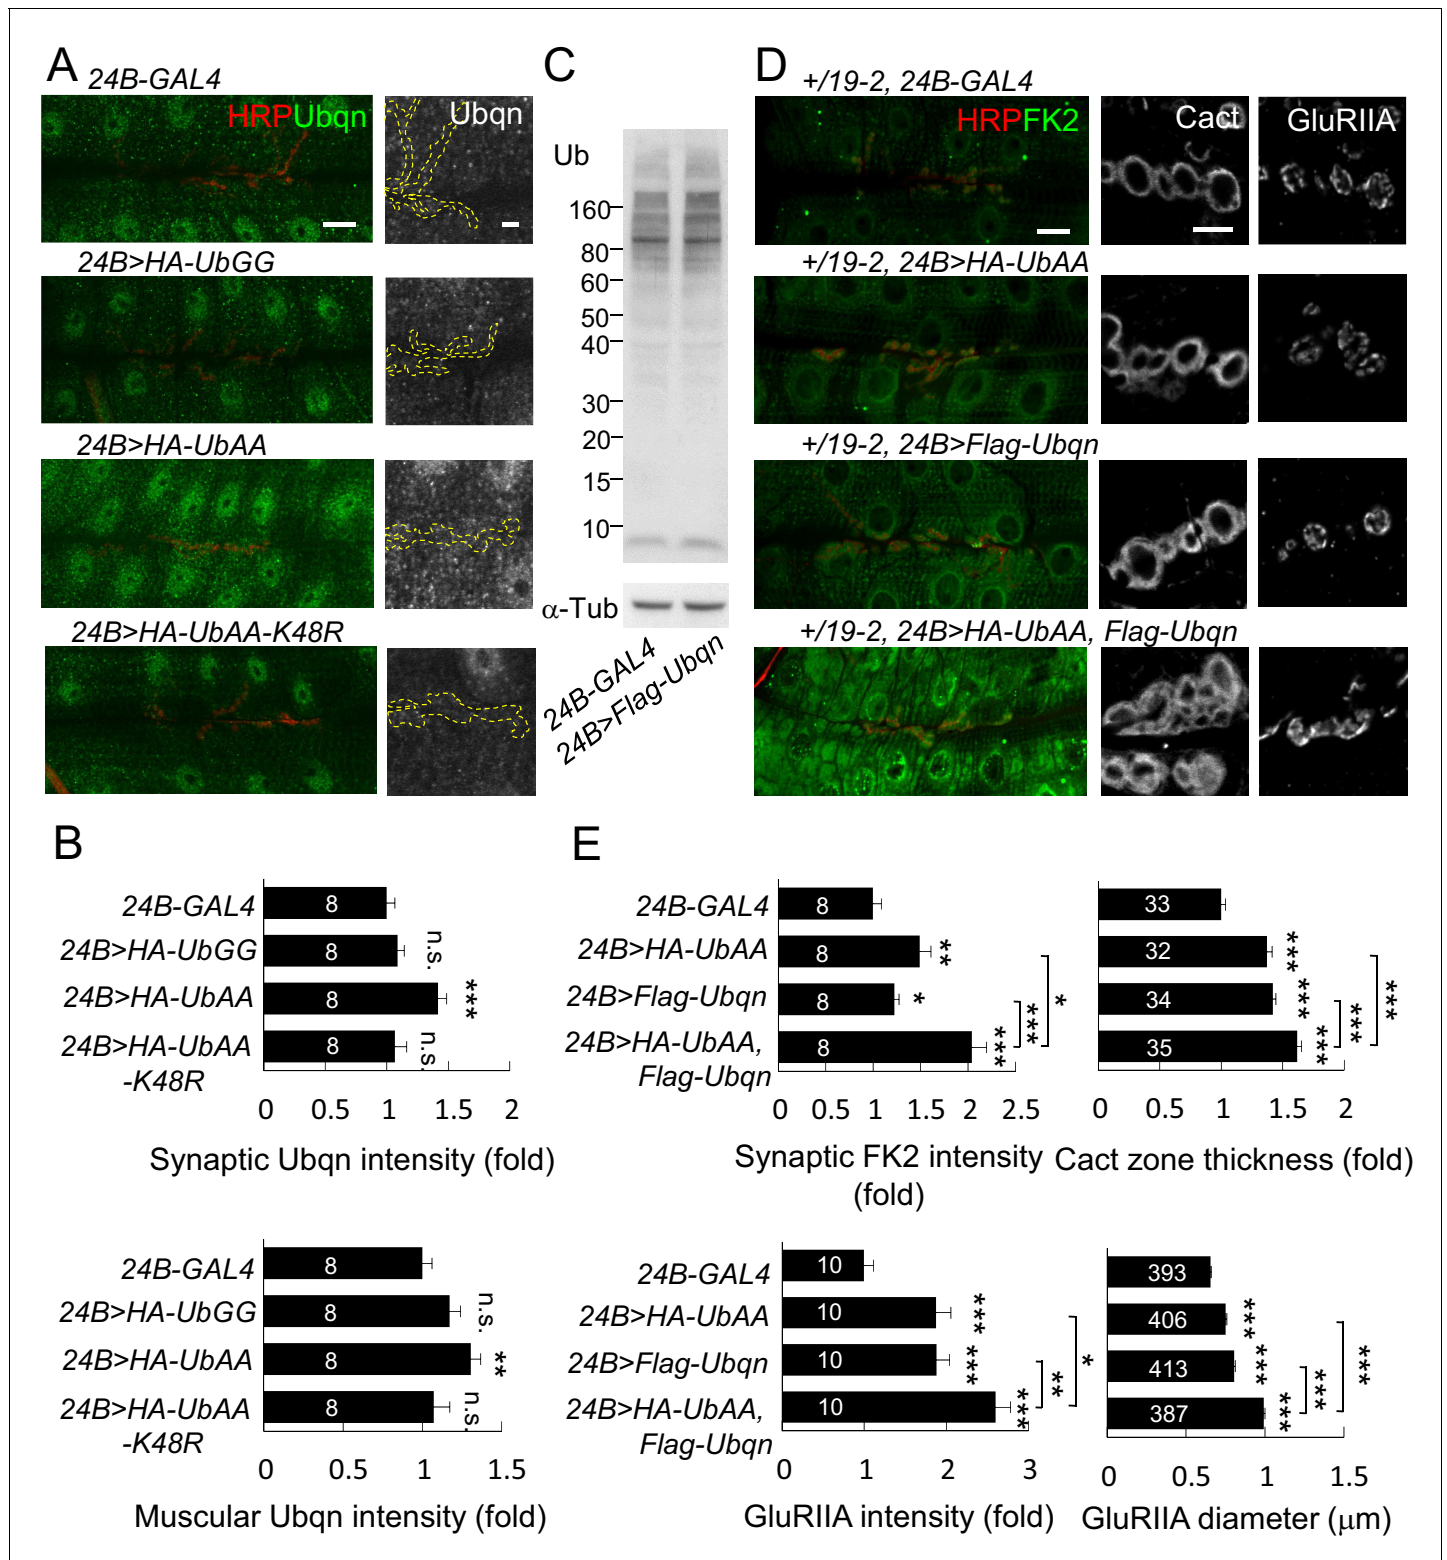 A
24B-GAL4
HRPUbqn
Ubqn
24B>HA-UbGG
24B>HA-UbAA
24B>HA-UbAA-K48R
C
Ub
160
80
60
50
40
30
20
15
10
α-Tub
24B-GAL4
24B>Flag-Ubqn
D
+/19-2, 24B-GAL4
HRPFK2
Cact
GluRIIA
+/19-2, 24B>HA-UbAA
+/19-2, 24B>Flag-Ubqn
+/19-2, 24B>HA-UbAA, Flag-Ubqn
B
24B-GAL4
8
24B>HA-UbGG
8
n.s.
24B>HA-UbAA
8
***
24B>HA-UbAA
-K48R
8
n.s.
0 0.5 1 1.5 2
Synaptic Ubqn intensity (fold)
24B-GAL4
8
24B>HA-UbGG
8
n.s.
24B>HA-UbAA
8
**
24B>HA-UbAA
-K48R
8
n.s.
0 0.5 1 1.5
Muscular Ubqn intensity (fold)
E
24B-GAL4
8
24B>HA-UbAA
8
**
24B>Flag-Ubqn
8
*
24B>HA-UbAA,
Flag-Ubqn
8
***
***
*
0 0.5 1 1.5 2 2.5
Synaptic FK2 intensity
(fold)
33
32
***
34
***
35
***
***
***
0 0.5 1 1.5 2
Cact zone thickness (fold)
24B-GAL4
10
24B>HA-UbAA
10
***
24B>Flag-Ubqn
10
***
24B>HA-UbAA,
Flag-Ubqn
10
***
**
*
0 1 2 3
GluRIIA intensity (fold)
393
406
***
413
***
387
***
***
***
0 0.5 1 1.5
GluRIIA diameter (μm)